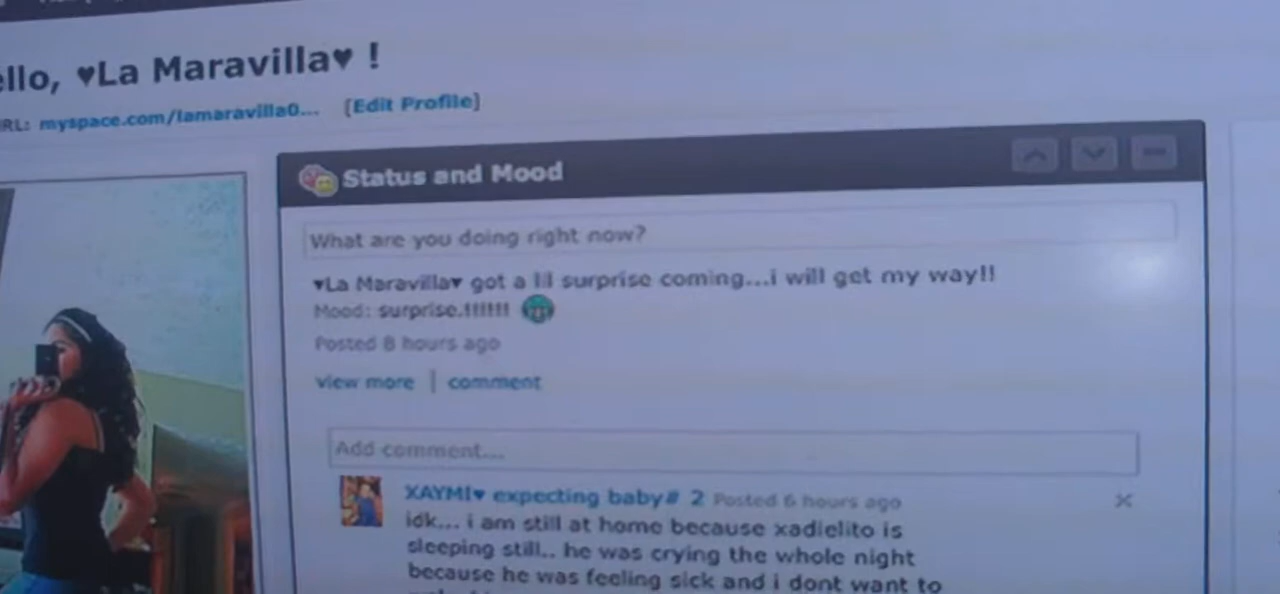 ello, ♥La Maravilla♥ !
RL: myspace.com/lamaravilla0... [Edit Profile]
Status and Mood
What are you doing right now?
♥La Maravilla♥ got a lil surprise coming...i will get my way!!
Mood: surprise.!!!!!!
Posted 8 hours ago
view more | comment
Add comment...
XAYMI♥ expecting baby# 2 Posted 6 hours ago
idk... i am still at home because xadielito is
sleeping still.. he was crying the whole night
because he was feeling sick and i dont want to